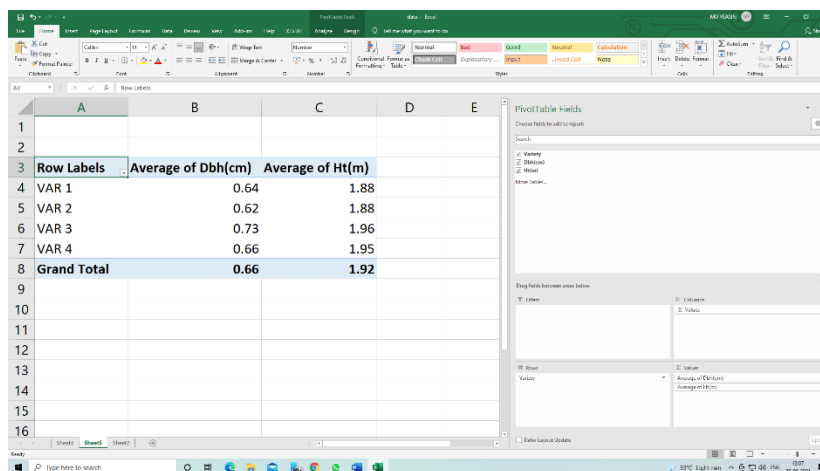 PivotTable Tools
data - Excel
MD YEASIN
File Home Insert Page Layout Formulas Data Review View Add-ins Help XLSTAT Analyze Design Tell me what you want to do
Cut
Copy
Format Painter
Paste
Clipboard
Calibri 11
Font
Wrap Text
Merge & Center
Alignment
Number
Number
Conditional Formatting
Format as Table
Normal Bad Good Neutral Calculation
Check Cell Explanatory ... Input Linked Cell Note
Styles
Insert Delete Format
Cells
AutoSum
Fill
Clear
Sort & Filter
Find & Select
Editing
A3 Row Labels
A B C D E
1
2
3 Row Labels Average of Dbh(cm) Average of Ht(m)
4 VAR 1 0.64 1.88
5 VAR 2 0.62 1.88
6 VAR 3 0.73 1.96
7 VAR 4 0.66 1.95
8 Grand Total 0.66 1.92
9
10
11
12
13
14
15
16
PivotTable Fields
Choose fields to add to report:
Search
Variety
Dbh(cm)
Ht(m)
More Tables...
Drag fields between areas below:
Filters
Columns
Values
Rows
Variety
Values
Average of Dbh(cm)
Average of Ht(m)
Defer Layout Update
Sheet4 Sheet5 Sheet2
Ready
Type here to search
33°C Light rain
ENG